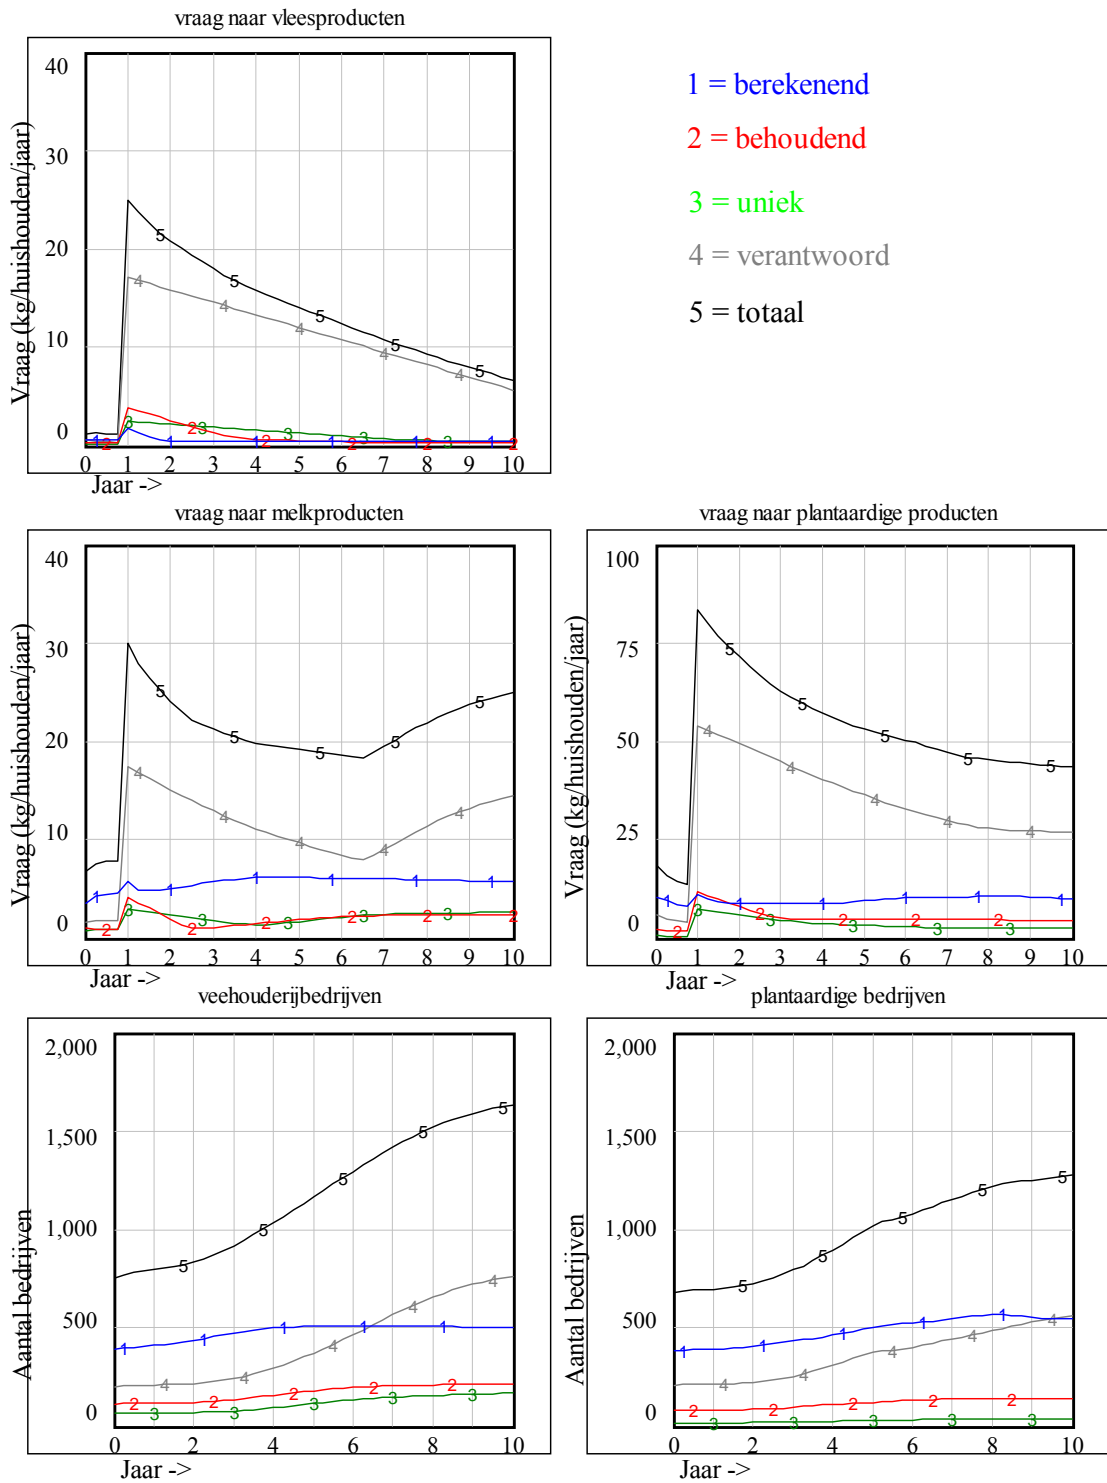 vraag naar vleesproducten
40
30
20
10
0
Vraag (kg/huishouden/jaar)
0 1 2 3 4 5 6 7 8 9 10
Jaar ->
1 = berekenend
2 = behoudend
3 = uniek
4 = verantwoord
5 = totaal
vraag naar melkproducten
40
30
20
10
0
Vraag (kg/huishouden/jaar)
0 1 2 3 4 5 6 7 8 9 10
Jaar ->
vraag naar plantaardige producten
100
75
50
25
0
Vraag (kg/huishouden/jaar)
0 1 2 3 4 5 6 7 8 9 10
Jaar ->
veehouderijbedrijven
2,000
1,500
1,000
500
0
Aantal bedrijven
0 2 4 6 8 10
Jaar ->
plantaardige bedrijven
2,000
1,500
1,000
500
0
Aantal bedrijven
0 2 4 6 8 10
Jaar ->